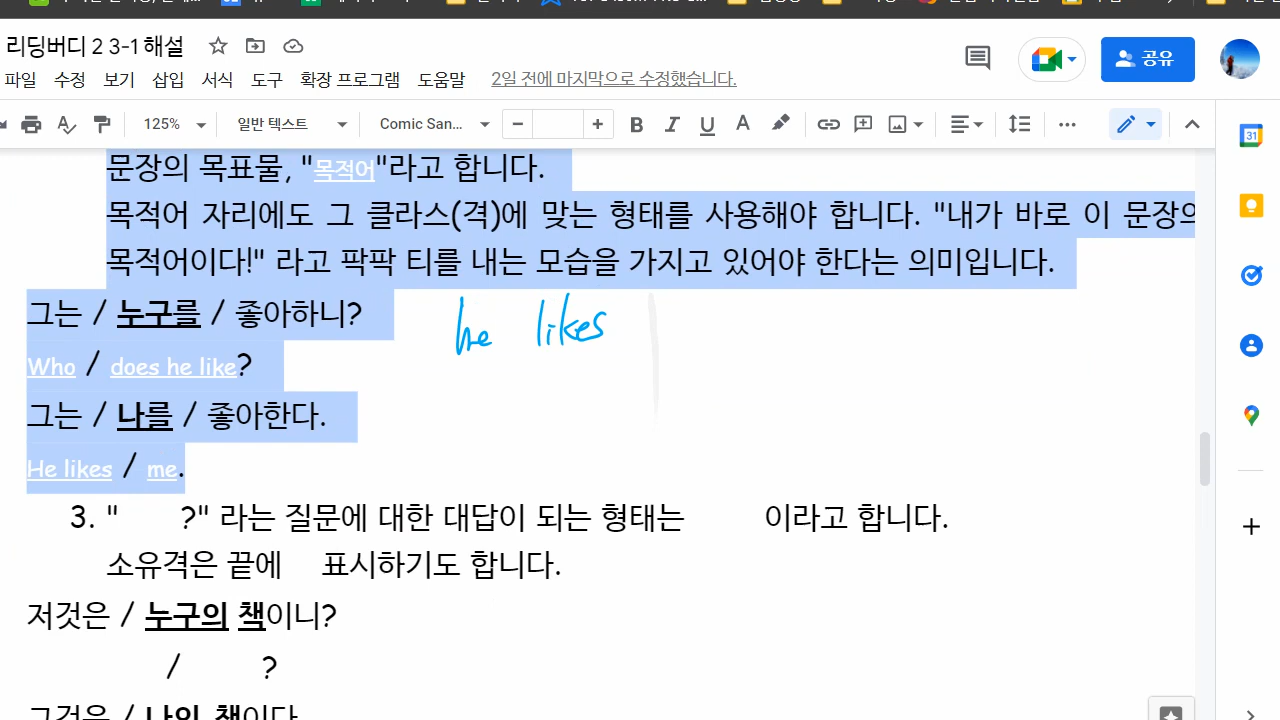 리딩버디 2 3-1해설
파일 수정 보기 삽입 서식 도구 확장 프로그램 도움말 2일 전에 마지막으로 수정했습니다.
공유
125% 일반 텍스트 Comic San... − + B I U A
31
문장의 목표물, "목적어"라고 합니다.
목적어 자리에도 그 클라스(격)에 맞는 형태를 사용해야 합니다. "내가 바로 이 문장의
목적어이다!" 라고 팍팍 티를 내는 모습을 가지고 있어야 한다는 의미입니다.
그는 / 누구를 / 좋아하니?
he likes
Who / does he like?
그는 / 나를 / 좋아한다.
He likes / me.
3. " ?" 라는 질문에 대한 대답이 되는 형태는 이라고 합니다.
소유격은 끝에 표시하기도 합니다.
저것은 / 누구의 책이니?
/ ?
그것은 / 나의 책이다